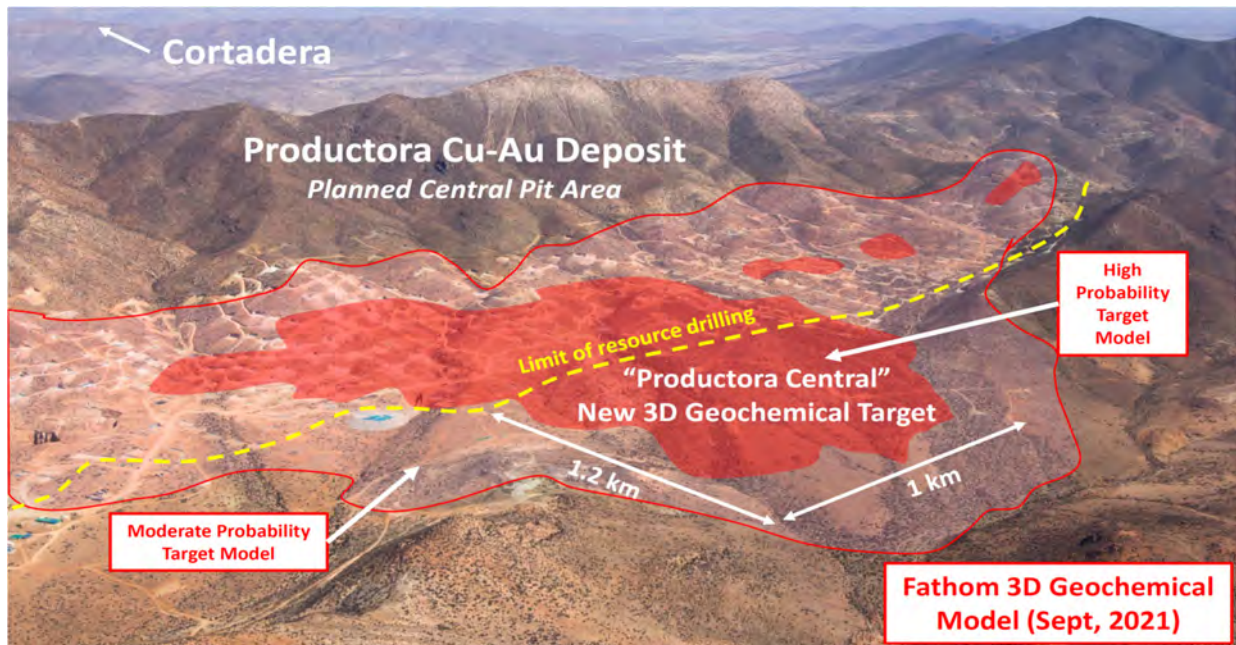 Cortadera
Productora Cu-Au Deposit
Planned Central Pit Area
High
Probability
Target
Model
Limit of resource drilling
“Productora Central”
New 3D Geochemical Target
1.2 km
1 km
Moderate Probability
Target Model
Fathom 3D Geochemical
Model (Sept, 2021)